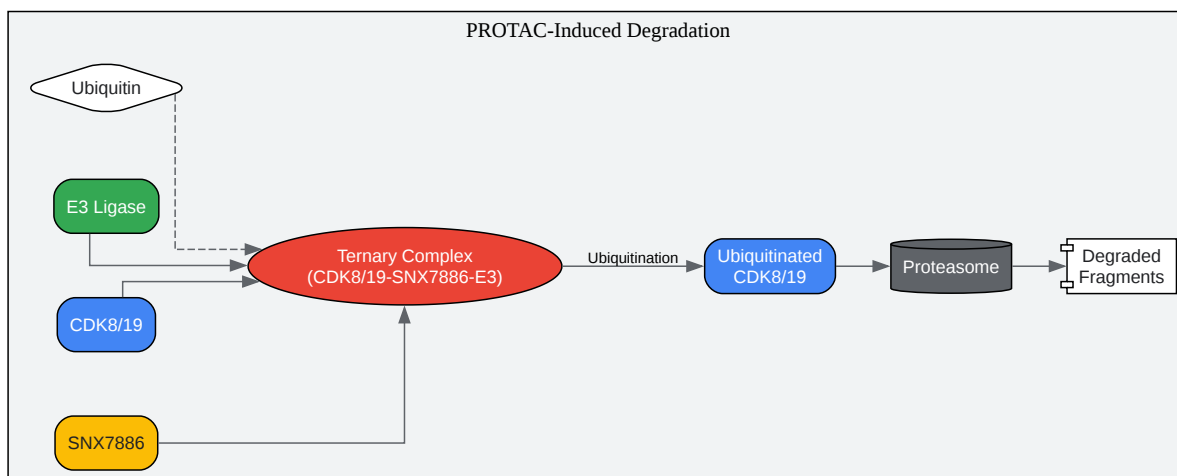 PROTAC-Induced Degradation
Ubiquitin
E3 Ligase
CDK8/19
SNX7886
Ternary Complex
(CDK8/19-SNX7886-E3)
Ubiquitination
Ubiquitinated
CDK8/19
Proteasome
Degraded
Fragments